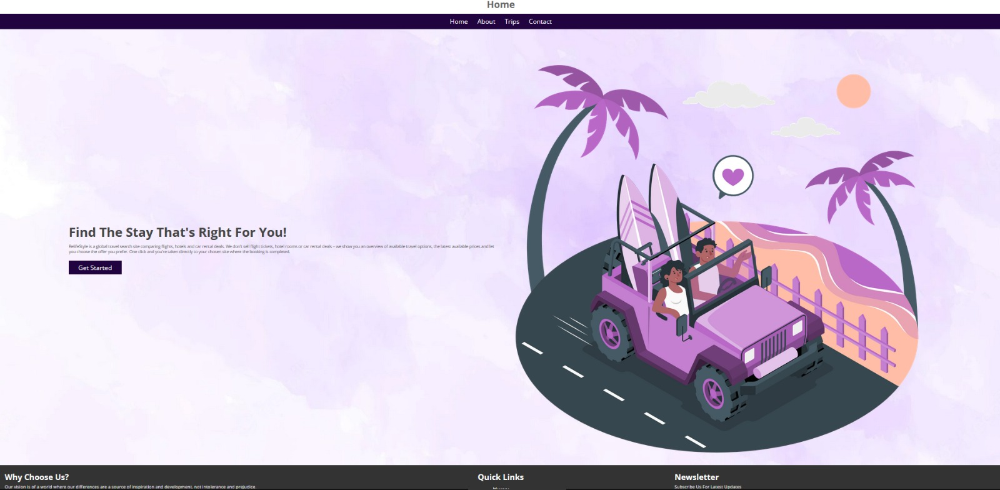 Home
Home About Trips Contact
Find The Stay That's Right For You!
RelifeStyle is a global travel search site comparing flights, hotels and car rental deals. We don't sell flight tickets, hotel rooms or car rental deals – we show you an overview of available travel options, the latest available prices and let
you choose the offer you prefer. One click and you're taken directly to your chosen site where the booking is completed.
Get Started
Why Choose Us?
Our vision is of a world where our differences are a source of inspiration and development, not intolerance and prejudice.
Quick Links
Newsletter
Subscribe Us For Latest Updates